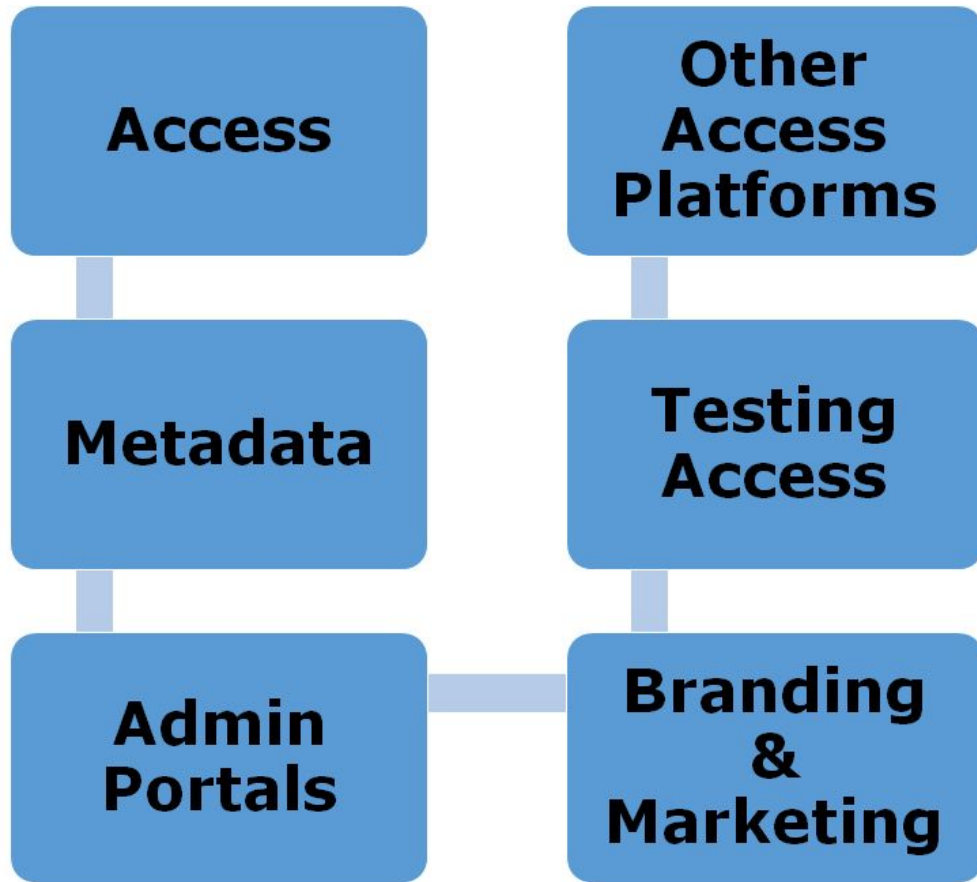 Access
Metadata
Admin
Portals
Branding
&
Marketing
Testing
Access
Other
Access
Platforms